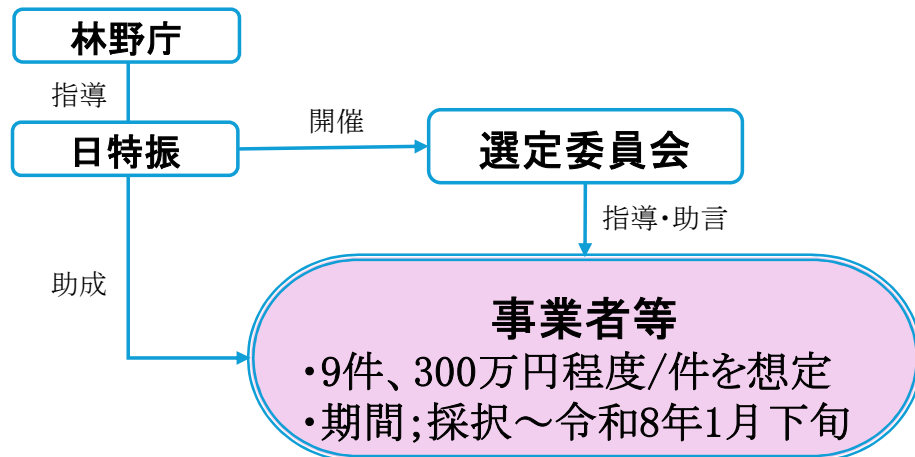 林野庁
指導
日特振
開催
選定委員会
指導・助言
助成
事業者等
・9件、300万円程度/件を想定
・期間;採択～令和8年1月下旬